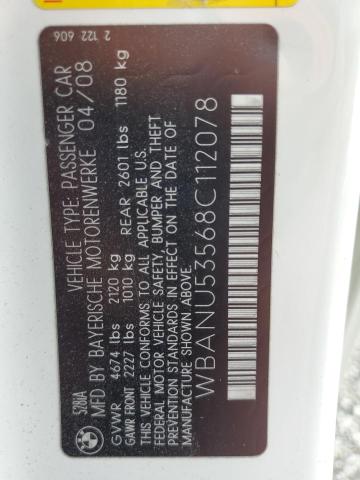 2 122 606
VEHICLE TYPE: PASSENGER CAR
MFD BY BAYERISCHE MOTORENWERKE 04/08
528IA
GVWR 4674 lbs 2120 kg
GAWR FRONT 2227 lbs 1010 kg REAR 2601 lbs 1180 kg
THIS VEHICLE CONFORMS TO ALL APPLICABLE U.S.
FEDERAL MOTOR VEHICLE SAFETY, BUMPER AND THEFT
PREVENTION STANDARDS IN EFFECT ON THE DATE OF
MANUFACTURE SHOWN ABOVE.
WBANU53568C112078